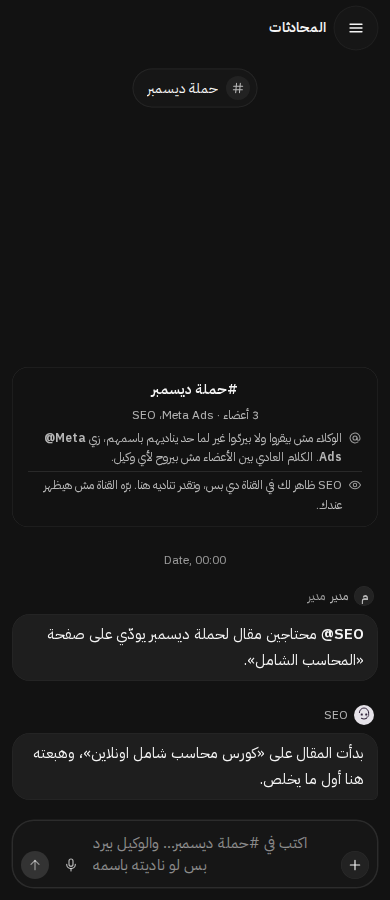 المحادثات
# حملة ديسمبر
#حملة ديسمبر
3 أعضاء · SEO ،Meta Ads
الوكلاء مش بيقروا ولا بيردّوا غير لما حد يناديهم باسمهم، زي @Meta
Ads. الكلام العادي بين الأعضاء مش بيروح لأي وكيل.
SEO ظاهر لك في القناة دي بس، وتقدر تناديه هنا. برّه القناة مش هيظهر
عندك.
Date, 00:00
م مدير مدير
@SEO محتاجين مقال لحملة ديسمبر يودّي على صفحة
«المحاسب الشامل».
SEO
بدأت المقال على «كورس محاسب شامل اونلاين»، وهبعته
هنا أول ما يخلص.
اكتب في #حملة ديسمبر... والوكيل بيرد
بس لو ناديته باسمه